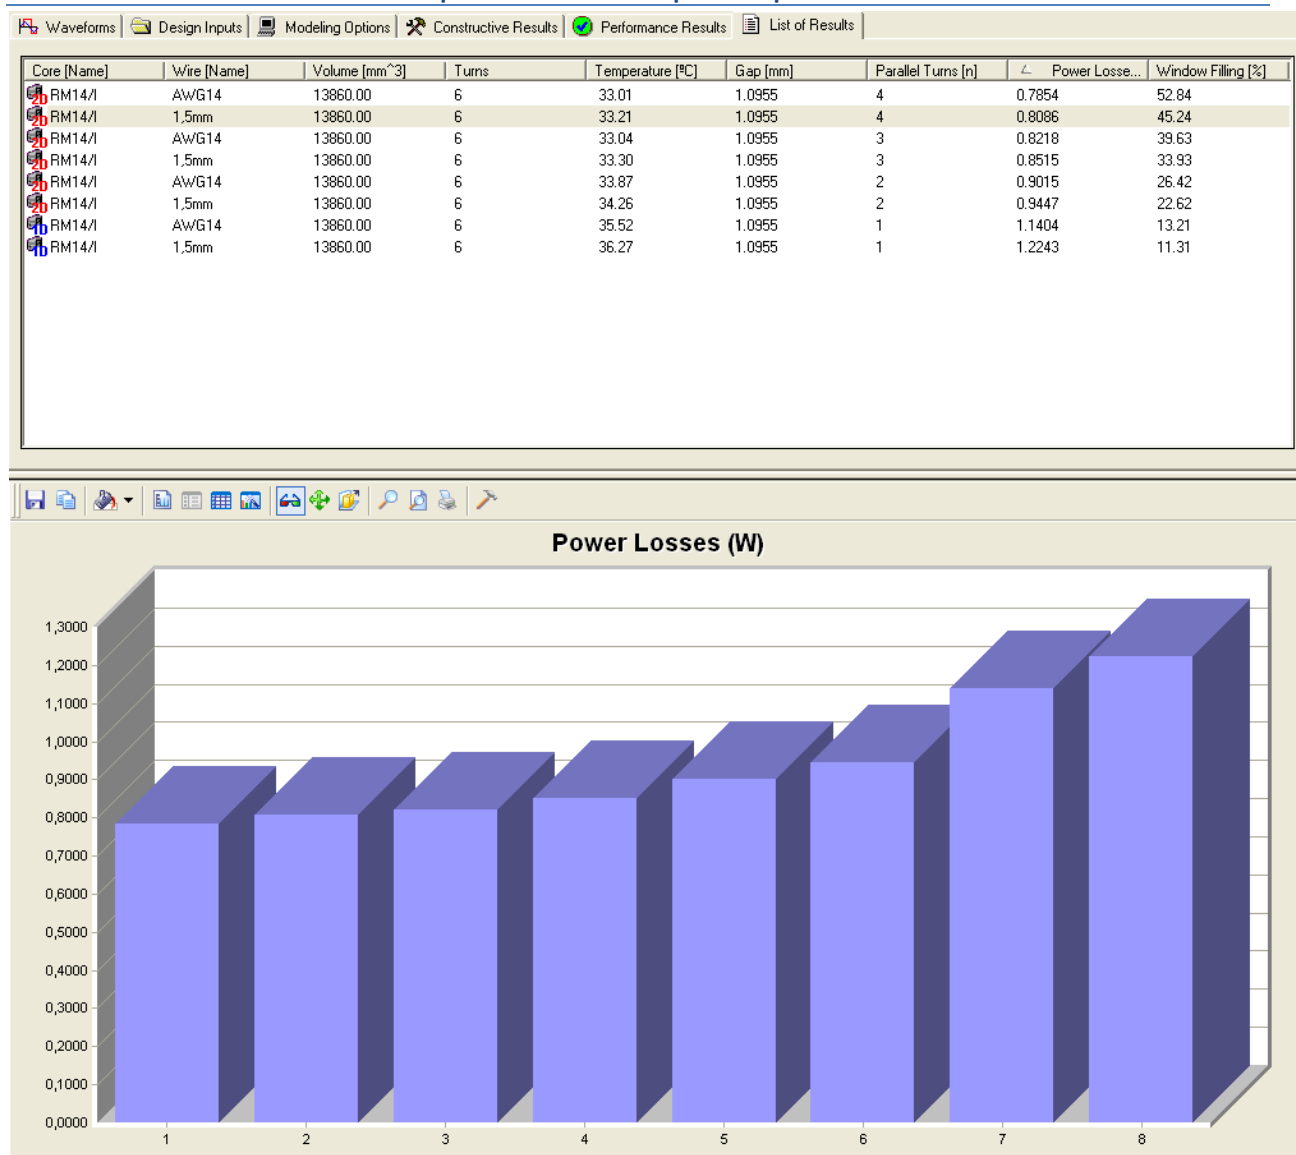 Waveforms Design Inputs Modeling Options Constructive Results Performance Results List of Results
Core [Name] Wire [Name] Volume [mm^3] Turns Temperature [ºC] Gap [mm] Parallel Turns [n] Power Losse... Window Filling [%]
2D RM14/I AWG14 13860.00 6 33.01 1.0955 4 0.7854 52.84
2D RM14/I 1,5mm 13860.00 6 33.21 1.0955 4 0.8086 45.24
2D RM14/I AWG14 13860.00 6 33.04 1.0955 3 0.8218 39.63
2D RM14/I 1,5mm 13860.00 6 33.30 1.0955 3 0.8515 33.93
2D RM14/I AWG14 13860.00 6 33.87 1.0955 2 0.9015 26.42
2D RM14/I 1,5mm 13860.00 6 34.26 1.0955 2 0.9447 22.62
1D RM14/I AWG14 13860.00 6 35.52 1.0955 1 1.1404 13.21
1D RM14/I 1,5mm 13860.00 6 36.27 1.0955 1 1.2243 11.31
Power Losses (W)
1,3000
1,2000
1,1000
1,0000
0,9000
0,8000
0,7000
0,6000
0,5000
0,4000
0,3000
0,2000
0,1000
0,0000
1 2 3 4 5 6 7 8